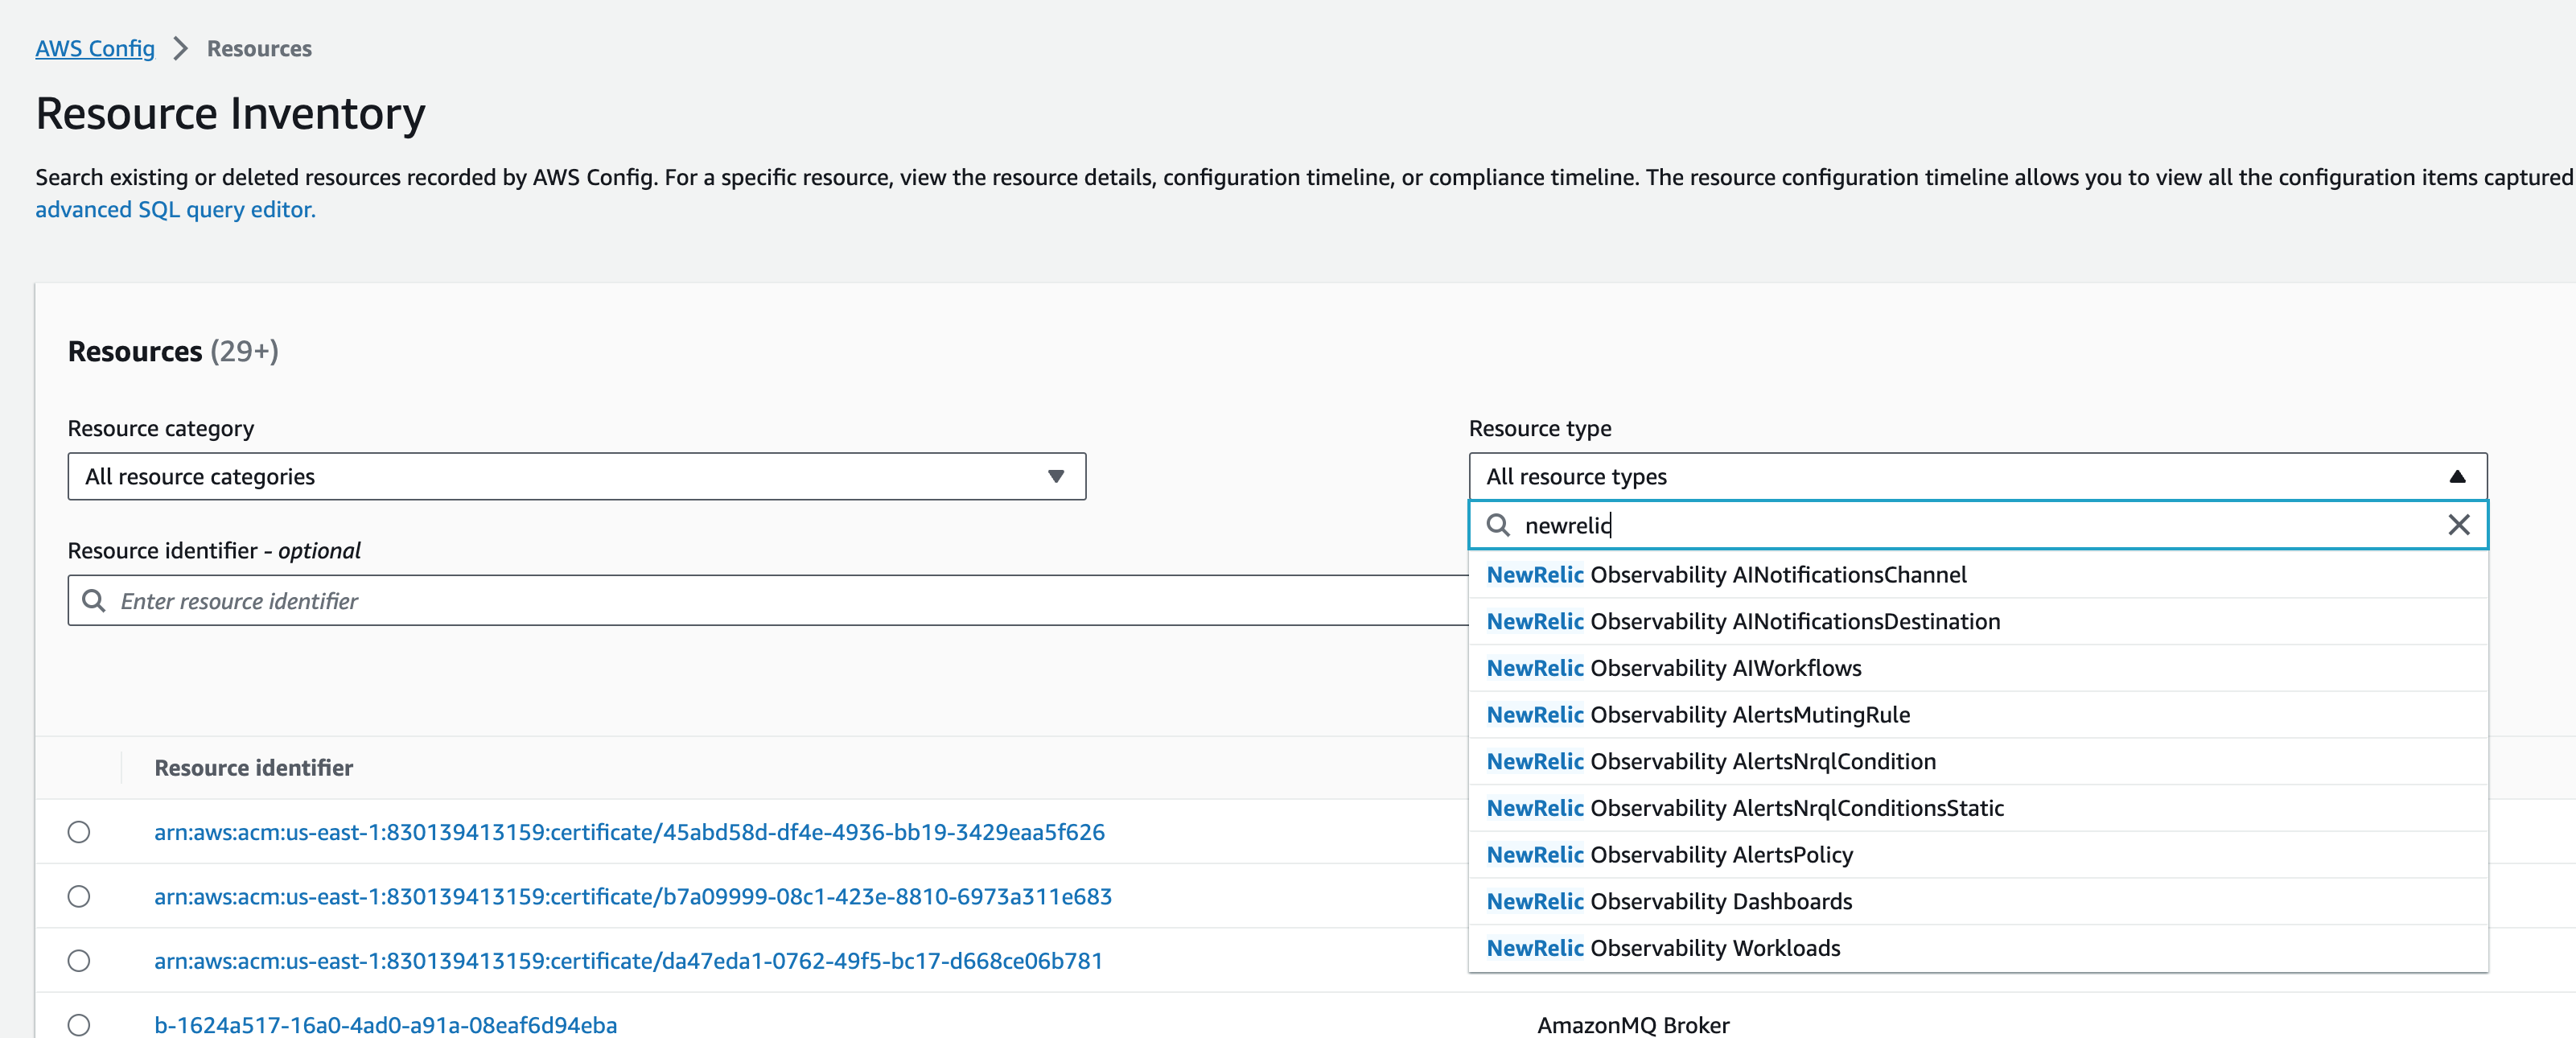 AWS Config > Resources
Resource Inventory
Search existing or deleted resources recorded by AWS Config. For a specific resource, view the resource details, configuration timeline, or compliance timeline. The resource configuration timeline allows you to view all the configuration items captured
advanced SQL query editor.
Resources (29+)
Resource category
All resource categories
Resource type
All resource types
newrelic
Resource identifier - optional
Enter resource identifier
NewRelic Observability AINotificationsChannel
NewRelic Observability AINotificationsDestination
NewRelic Observability AIWorkflows
NewRelic Observability AlertsMutingRule
NewRelic Observability AlertsNrqlCondition
NewRelic Observability AlertsNrqlConditionsStatic
NewRelic Observability AlertsPolicy
NewRelic Observability Dashboards
NewRelic Observability Workloads
Resource identifier
arn:aws:acm:us-east-1:830139413159:certificate/45abd58d-df4e-4936-bb19-3429eaa5f626
arn:aws:acm:us-east-1:830139413159:certificate/b7a09999-08c1-423e-8810-6973a311e683
arn:aws:acm:us-east-1:830139413159:certificate/da47eda1-0762-49f5-bc17-d668ce06b781
b-1624a517-16a0-4ad0-a91a-08eaf6d94eba AmazonMQ Broker